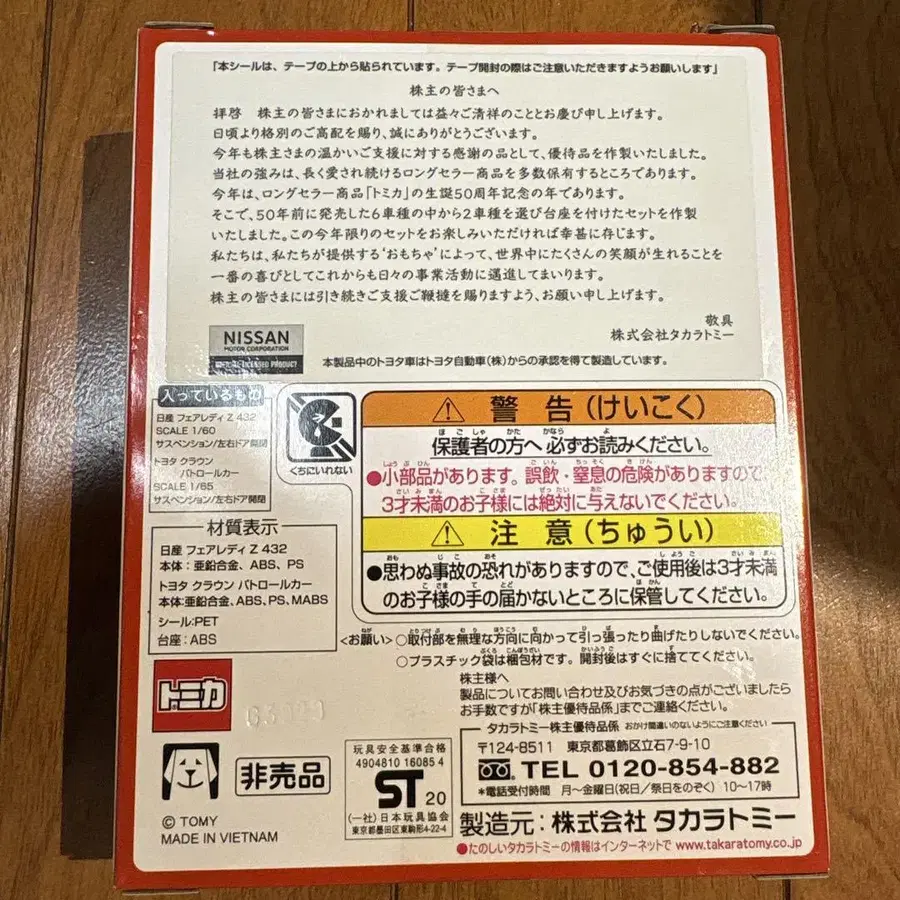 「本シールは、テープの上から貼られています。テープ開封の際はご注意いただきますようお願いします」
株主の皆さまへ
拝啓　株主の皆さまにおかれましては益々ご清祥のこととお慶び申し上げます。
日頃より格別のご高配を賜り、誠にありがとうございます。
今年も株主さまの温かいご支援に対する感謝の品として、優待品を作製いたしました。
当社の強みは、長く愛され続けるロングセラー商品を多数保有するところであります。
今年は、ロングセラー商品「トミカ」の生誕50周年記念の年であります。
そこで、50年前に発売した6車種の中から2車種を選び台座を付けたセットを作製
いたしました。この今年限りのセットをお楽しみいただければ幸甚に存じます。
私たちは、私たちが提供する‘おもちゃ’によって、世界中にたくさんの笑顔が生れることを
一番の喜びとしてこれからも日々の事業活動に邁進してまいります。
株主の皆さまには引き続きご支援ご鞭撻を賜りますよう、お願い申し上げます。
敬具
株式会社タカラトミー
NISSAN
MOTOR CORPORATION
OFFICIAL LICENSED PRODUCT
本製品中のトヨタ車はトヨタ自動車(株)からの承認を得て製造しています。
入っているもの
日産 フェアレディ Z 432
SCALE 1/60
サスペンション/左右ドア開閉
トヨタ クラウン
パトロールカー
SCALE 1/65
サスペンション/左右ドア開閉
くちにいれない
警告(けいこく)
保護者の方へ 必ずお読みください。
●小部品があります。誤飲・窒息の危険がありますので
3才未満のお子様には絶対に与えないでください。
注意(ちゅうい)
●思わぬ事故の恐れがありますので、ご使用後は3才未満
のお子様の手の届かないところに保管してください。
材質表示
日産 フェアレディ Z 432
本体：亜鉛合金、ABS、PS
トヨタ クラウン パトロールカー
本体:亜鉛合金、ABS、PS、MABS
シール:PET
台座：ABS
<お願い>○取付部を無理な方向に向かって引っ張ったり曲げたりしないでください。
○プラスチック袋は梱包材です。開封後はすぐに捨ててください。
株主様へ
製品についてお問い合わせ及びお気づきの点がございましたら
お手数ですが「株主優待品係」までご連絡ください。
タカラトミー株主優待品係 おかけ間違いのないようにご注意ください
〒124-8511　東京都葛飾区立石7-9-10
TEL 0120-854-882
*電話受付時間　月～金曜日(祝日/祭日をのぞく) 10～17時
トミカ
非売品
玩具安全基準合格
4904810 16085 4
ST 20
(一社)日本玩具協会
東京都墨田区東駒形4-22-4
© TOMY
MADE IN VIETNAM
製造元：株式会社 タカラトミー
●たのしいタカラトミーの情報はインターネットで www.takaratomy.co.jp